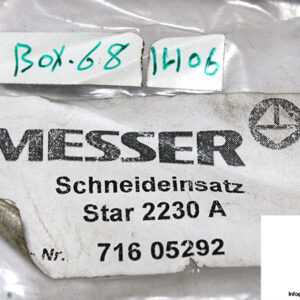 BOX.68 1406
MESSER
Schneideinsatz
Star 2230 A
Nr. 716 05292